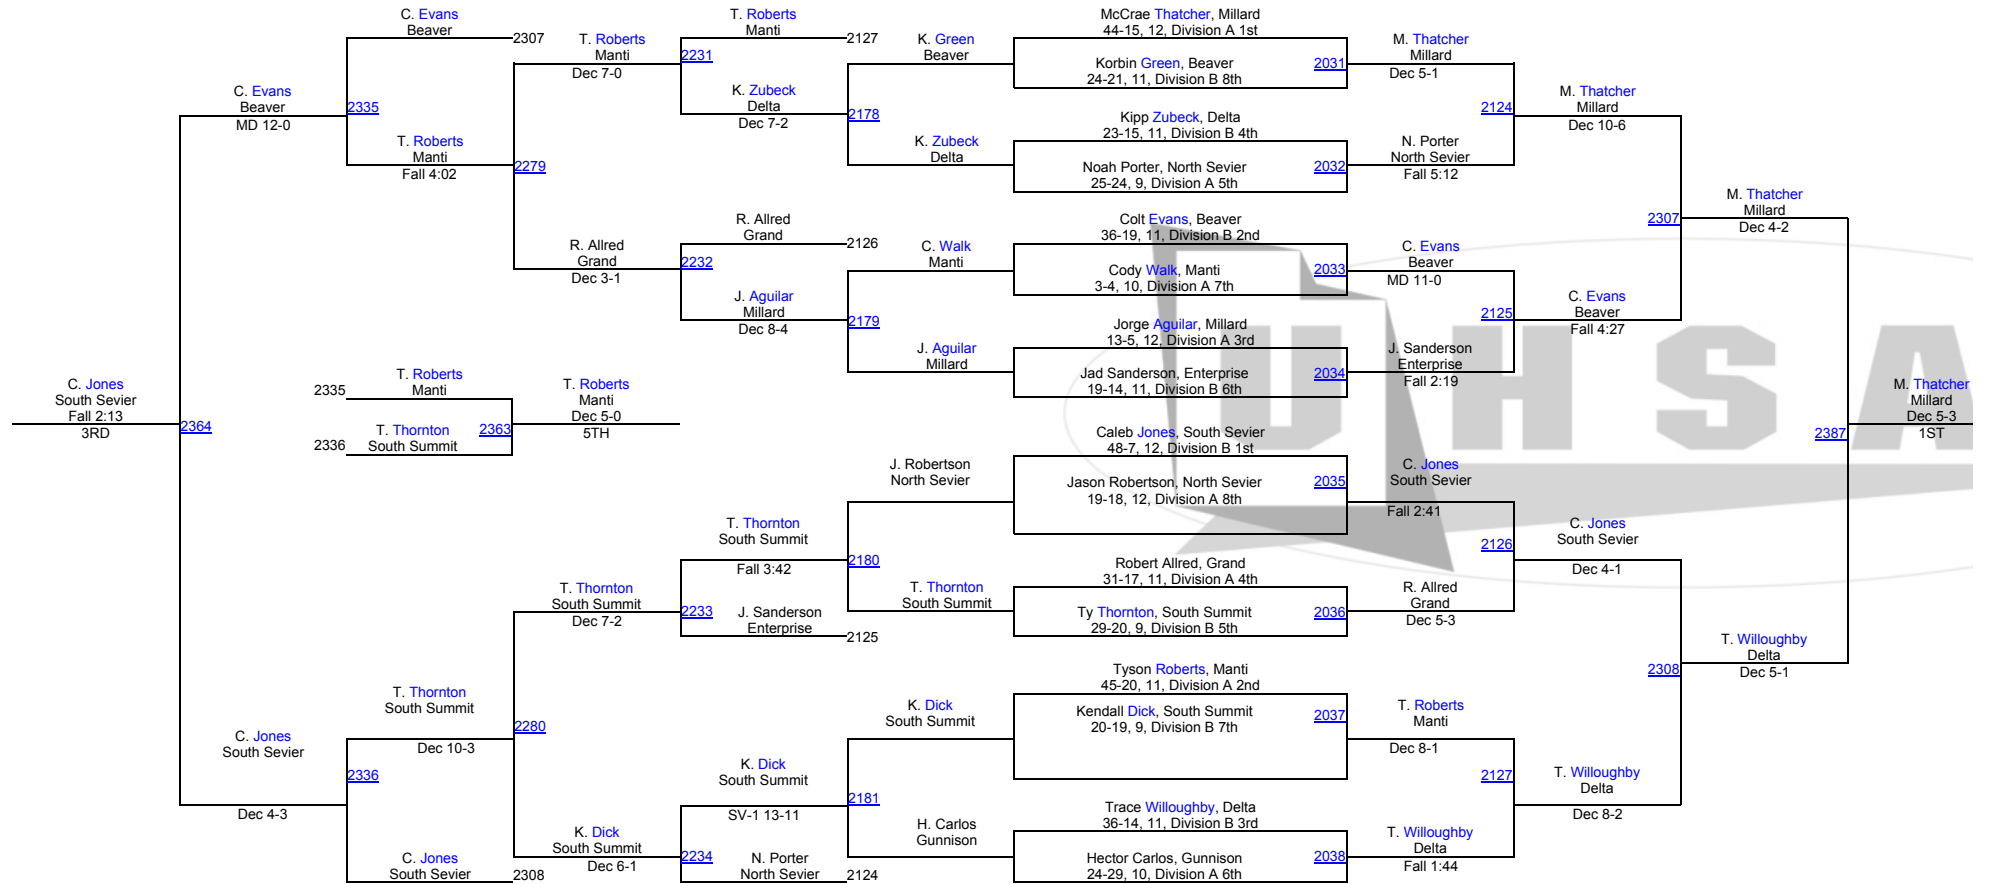 C. Evans
Beaver
2307
T. Roberts
Manti
Dec 7-0
2231
T. Roberts
Manti
2127
K. Zubeck
Delta
Dec 7-2
2178
K. Green
Beaver
K. Zubeck
Delta
McCrae Thatcher, Millard
44-15, 12, Division A 1st
Korbin Green, Beaver
24-21, 11, Division B 8th
2031
Kipp Zubeck, Delta
23-15, 11, Division B 4th
Noah Porter, North Sevier
25-24, 9, Division A 5th
2032
M. Thatcher
Millard
Dec 5-1
2124
N. Porter
North Sevier
Fall 5:12
M. Thatcher
Millard
Dec 10-6
C. Evans
Beaver
MD 12-0
2335
T. Roberts
Manti
Fall 4:02
2279
R. Allred
Grand
Dec 3-1
2232
R. Allred
Grand
2126
J. Aguilar
Millard
Dec 8-4
2179
C. Walk
Manti
J. Aguilar
Millard
Colt Evans, Beaver
36-19, 11, Division B 2nd
Cody Walk, Manti
3-4, 10, Division A 7th
2033
Jorge Aguilar, Millard
13-5, 12, Division A 3rd
Jad Sanderson, Enterprise
19-14, 11, Division B 6th
2034
C. Evans
Beaver
MD 11-0
2125
J. Sanderson
Enterprise
Fall 2:19
C. Evans
Beaver
Fall 4:27
2307
M. Thatcher
Millard
Dec 4-2
UHSA
C. Jones
South Sevier
Fall 2:13
3RD
2364
2335
T. Roberts
Manti
2336
T. Thornton
South Summit
2363
T. Roberts
Manti
Dec 5-0
5TH
2387
M. Thatcher
Millard
Dec 5-3
1ST
J. Robertson
North Sevier
Caleb Jones, South Sevier
48-7, 12, Division B 1st
Jason Robertson, North Sevier
19-18, 12, Division A 8th
2035
C. Jones
South Sevier
Fall 2:41
2126
C. Jones
South Sevier
Dec 4-1
T. Thornton
South Summit
Fall 3:42
2180
T. Thornton
South Summit
Robert Allred, Grand
31-17, 11, Division A 4th
Ty Thornton, South Summit
29-20, 9, Division B 5th
2036
R. Allred
Grand
Dec 5-3
T. Thornton
South Summit
Dec 7-2
2233
J. Sanderson
Enterprise
2125
2308
T. Willoughby
Delta
Dec 5-1
T. Thornton
South Summit
Dec 10-3
2280
K. Dick
South Summit
Tyson Roberts, Manti
45-20, 11, Division A 2nd
Kendall Dick, South Summit
20-19, 9, Division B 7th
2037
T. Roberts
Manti
Dec 8-1
2127
T. Willoughby
Delta
Dec 8-2
C. Jones
South Sevier
Dec 4-3
2336
K. Dick
South Summit
SV-1 13-11
2181
H. Carlos
Gunnison
Trace Willoughby, Delta
36-14, 11, Division B 3rd
Hector Carlos, Gunnison
24-29, 10, Division A 6th
2038
T. Willoughby
Delta
Fall 1:44
C. Jones
South Sevier
2308
K. Dick
South Summit
Dec 6-1
2234
N. Porter
North Sevier
2124